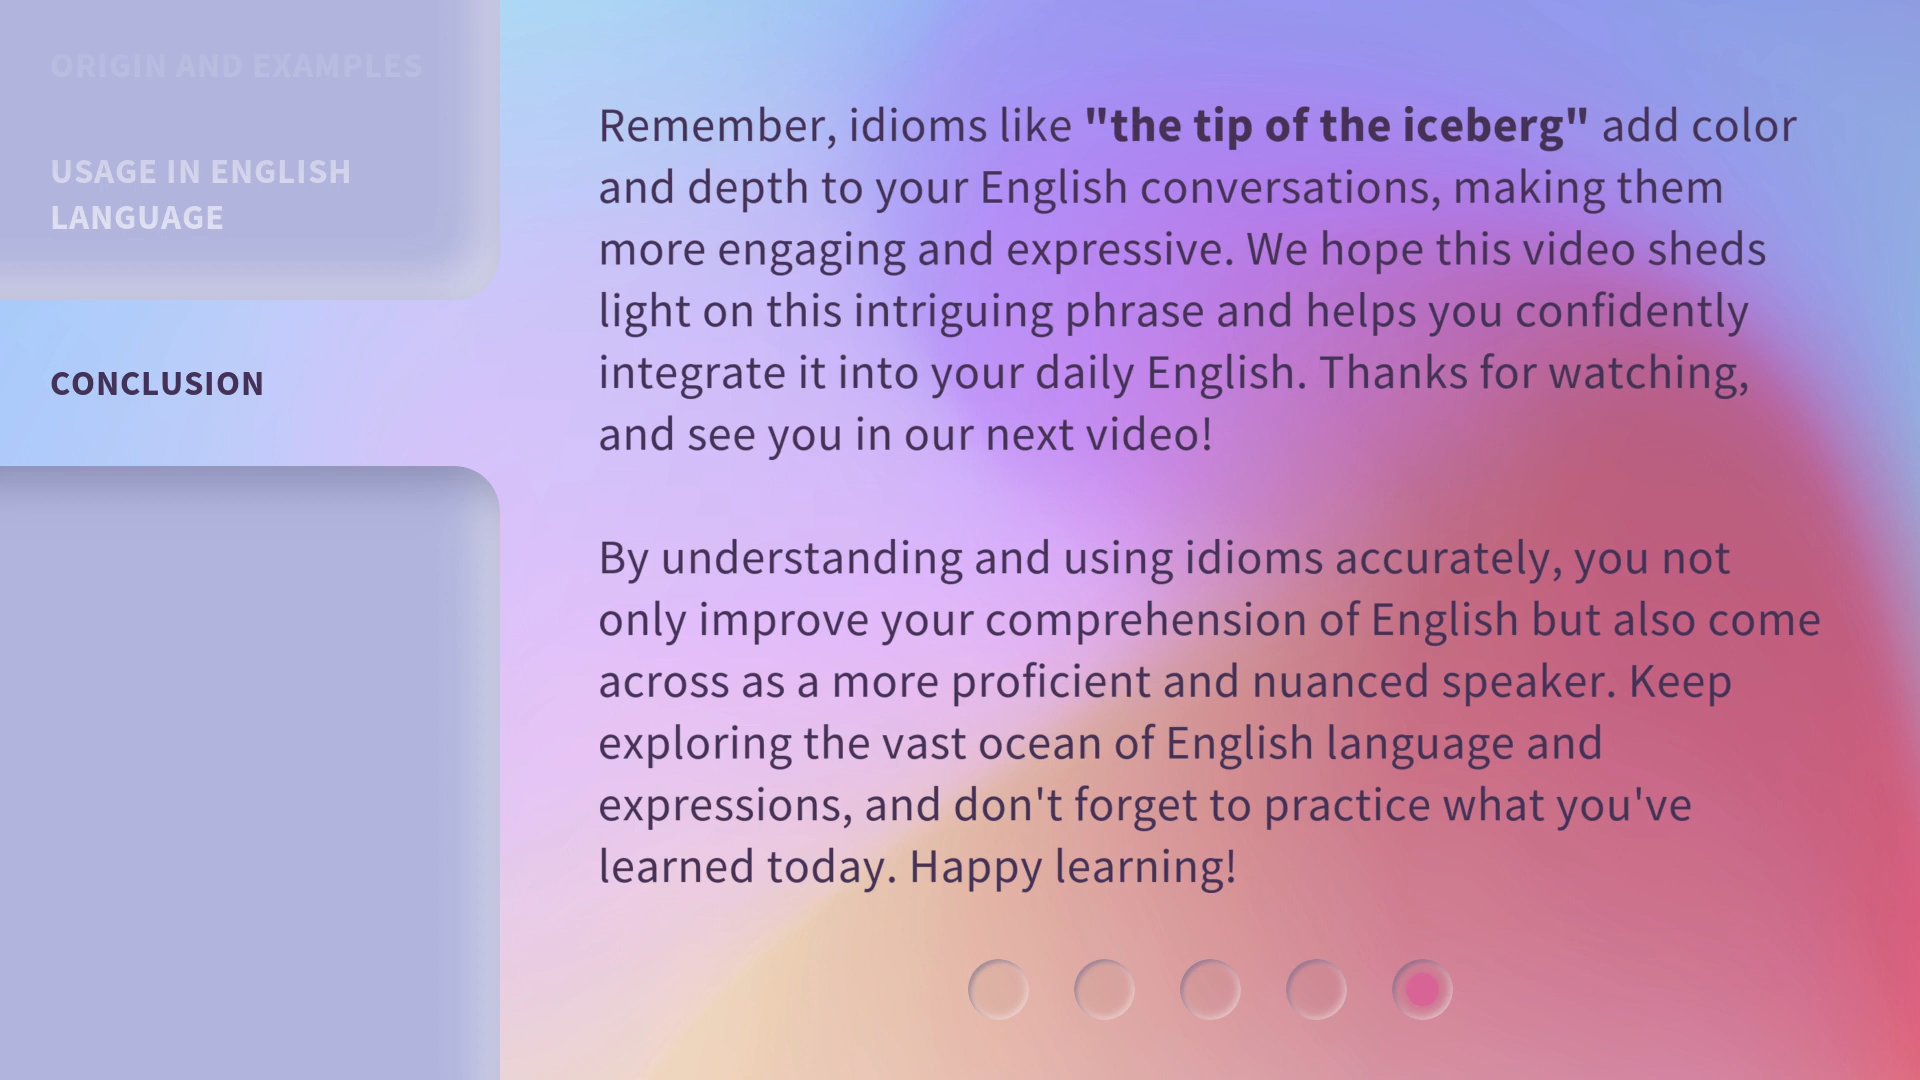 ORIGIN AND EXAMPLES
USAGE IN ENGLISH
LANGUAGE
CONCLUSION
Remember, idioms like "the tip of the iceberg" add color
and depth to your English conversations, making them
more engaging and expressive. We hope this video sheds
light on this intriguing phrase and helps you confidently
integrate it into your daily English. Thanks for watching,
and see you in our next video!
By understanding and using idioms accurately, you not
only improve your comprehension of English but also come
across as a more proficient and nuanced speaker. Keep
exploring the vast ocean of English language and
expressions, and don't forget to practice what you've
learned today. Happy learning!